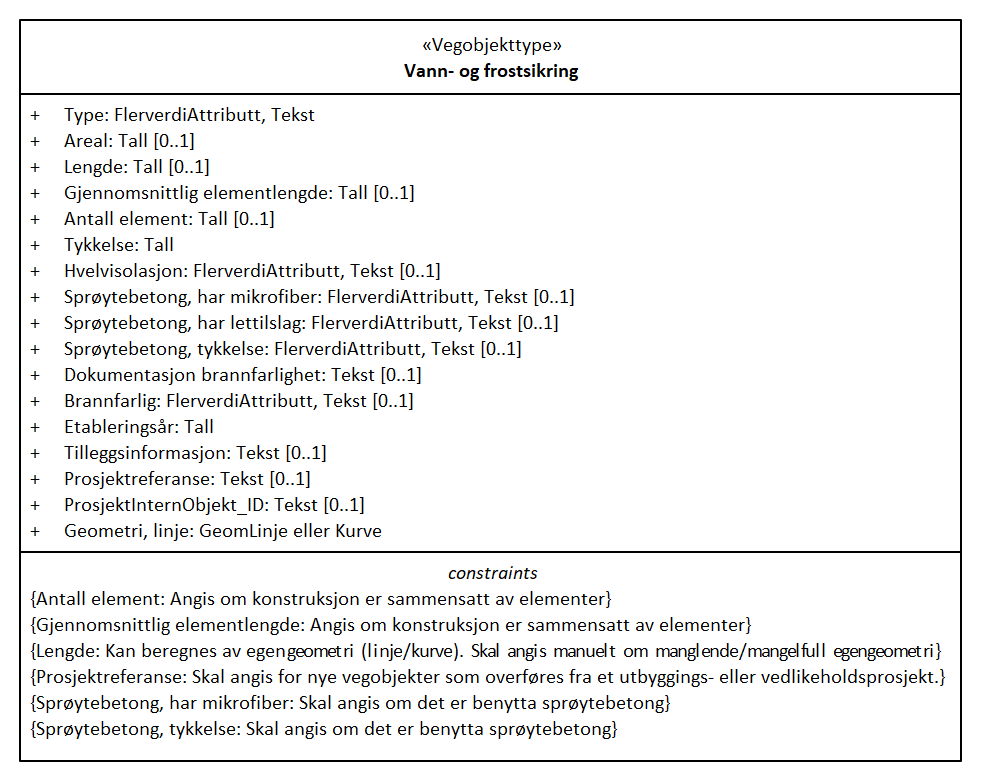 «Vegobjekttype»
Vann- og frostsikring
+ Type: FlerverdiAttributt, Tekst
+ Areal: Tall [0..1]
+ Lengde: Tall [0..1]
+ Gjennomsnittlig elementlengde: Tall [0..1]
+ Antall element: Tall [0..1]
+ Tykkelse: Tall
+ Hvelvisolasjon: FlerverdiAttributt, Tekst [0..1]
+ Sprøytebetong, har mikrofiber: FlerverdiAttributt, Tekst [0..1]
+ Sprøytebetong, har lettilslag: FlerverdiAttributt, Tekst [0..1]
+ Sprøytebetong, tykkelse: FlerverdiAttributt, Tekst [0..1]
+ Dokumentasjon brannfarlighet: Tekst [0..1]
+ Brannfarlig: FlerverdiAttributt, Tekst [0..1]
+ Etableringsår: Tall
+ Tilleggsinformasjon: Tekst [0..1]
+ Prosjektreferanse: Tekst [0..1]
+ ProsjektInternObjekt_ID: Tekst [0..1]
+ Geometri, linje: GeomLinje eller Kurve
constraints
{Antall element: Angis om konstruksjon er sammensatt av elementer}
{Gjennomsnittlig elementlengde: Angis om konstruksjon er sammensatt av elementer}
{Lengde: Kan beregnes av egengeometri (linje/kurve). Skal angis manuelt om manglende/mangelfull egengeometri}
{Prosjektreferanse: Skal angis for nye vegobjekter som overføres fra et utbyggings- eller vedlikeholdsprosjekt.}
{Sprøytebetong, har mikrofiber: Skal angis om det er benytta sprøytebetong}
{Sprøytebetong, tykkelse: Skal angis om det er benytta sprøytebetong}